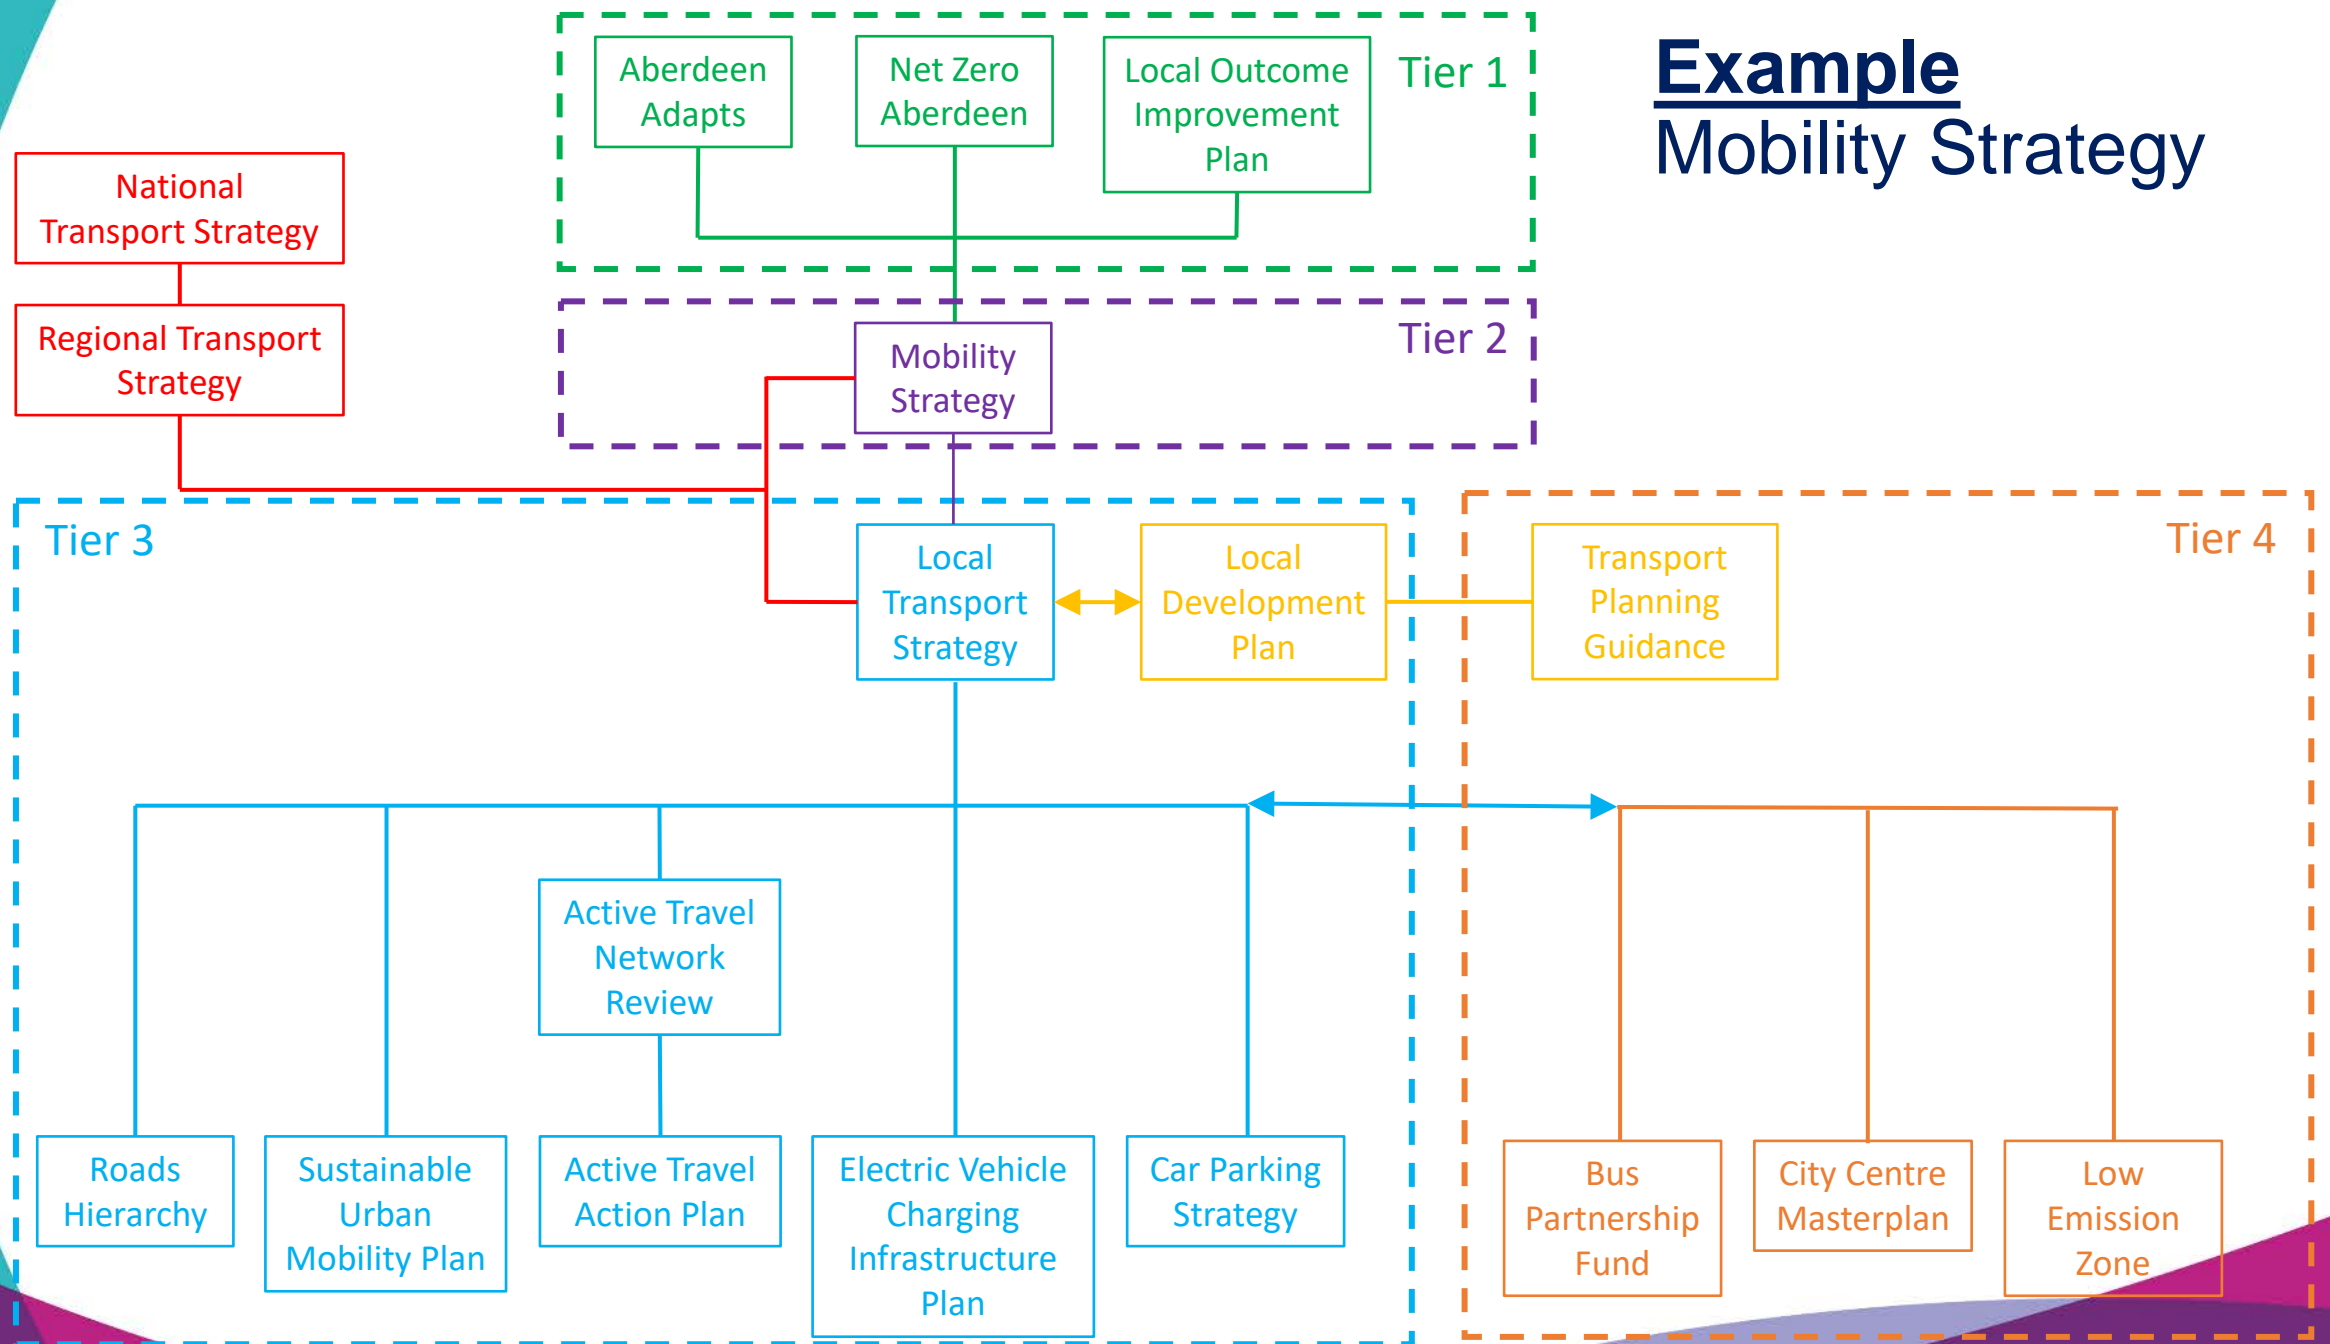 Example
Mobility Strategy
Tier 1
Aberdeen
Adapts
Net Zero
Aberdeen
Local Outcome
Improvement
Plan
National
Transport Strategy
Regional Transport
Strategy
Tier 2
Mobility
Strategy
Tier 3
Local
Transport
Strategy
Local
Development
Plan
Tier 4
Transport
Planning
Guidance
Active Travel
Network
Review
Roads
Hierarchy
Sustainable
Urban
Mobility Plan
Active Travel
Action Plan
Electric Vehicle
Charging
Infrastructure
Plan
Car Parking
Strategy
Bus
Partnership
Fund
City Centre
Masterplan
Low
Emission
Zone